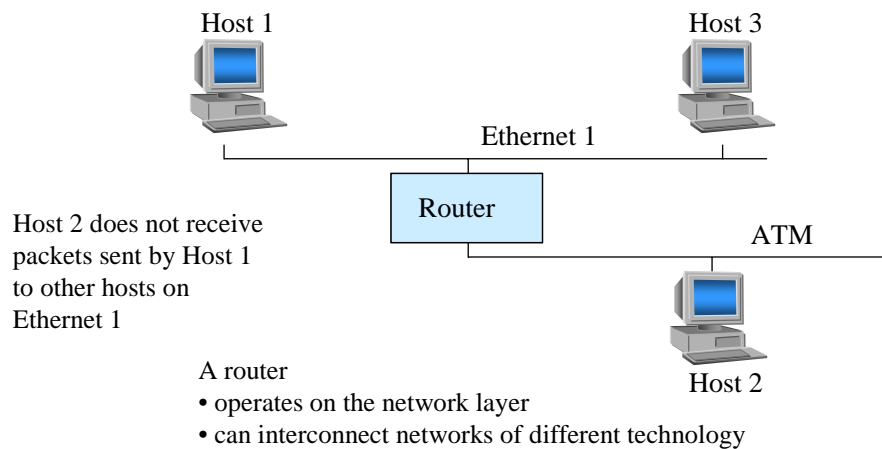 Host 1
Host 3
Ethernet 1
Router
Host 2 does not receive
packets sent by Host 1
to other hosts on
Ethernet 1
ATM
Host 2
A router
• operates on the network layer
• can interconnect networks of different technology